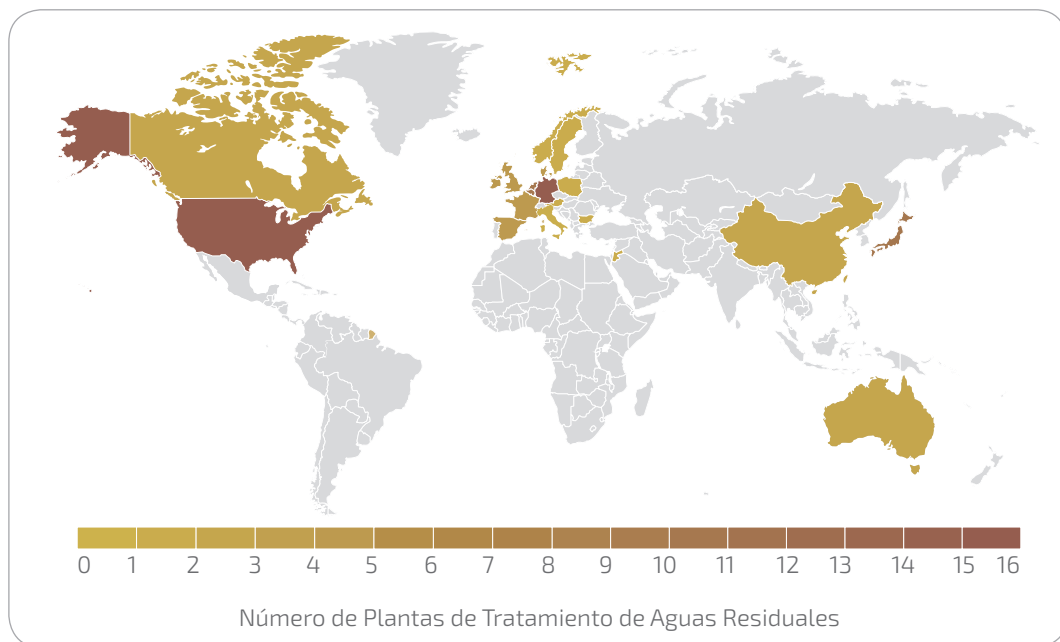 0 1 2 3 4 5 6 7 8 9 10 11 12 13 14 15 16
Número de Plantas de Tratamiento de Aguas Residuales